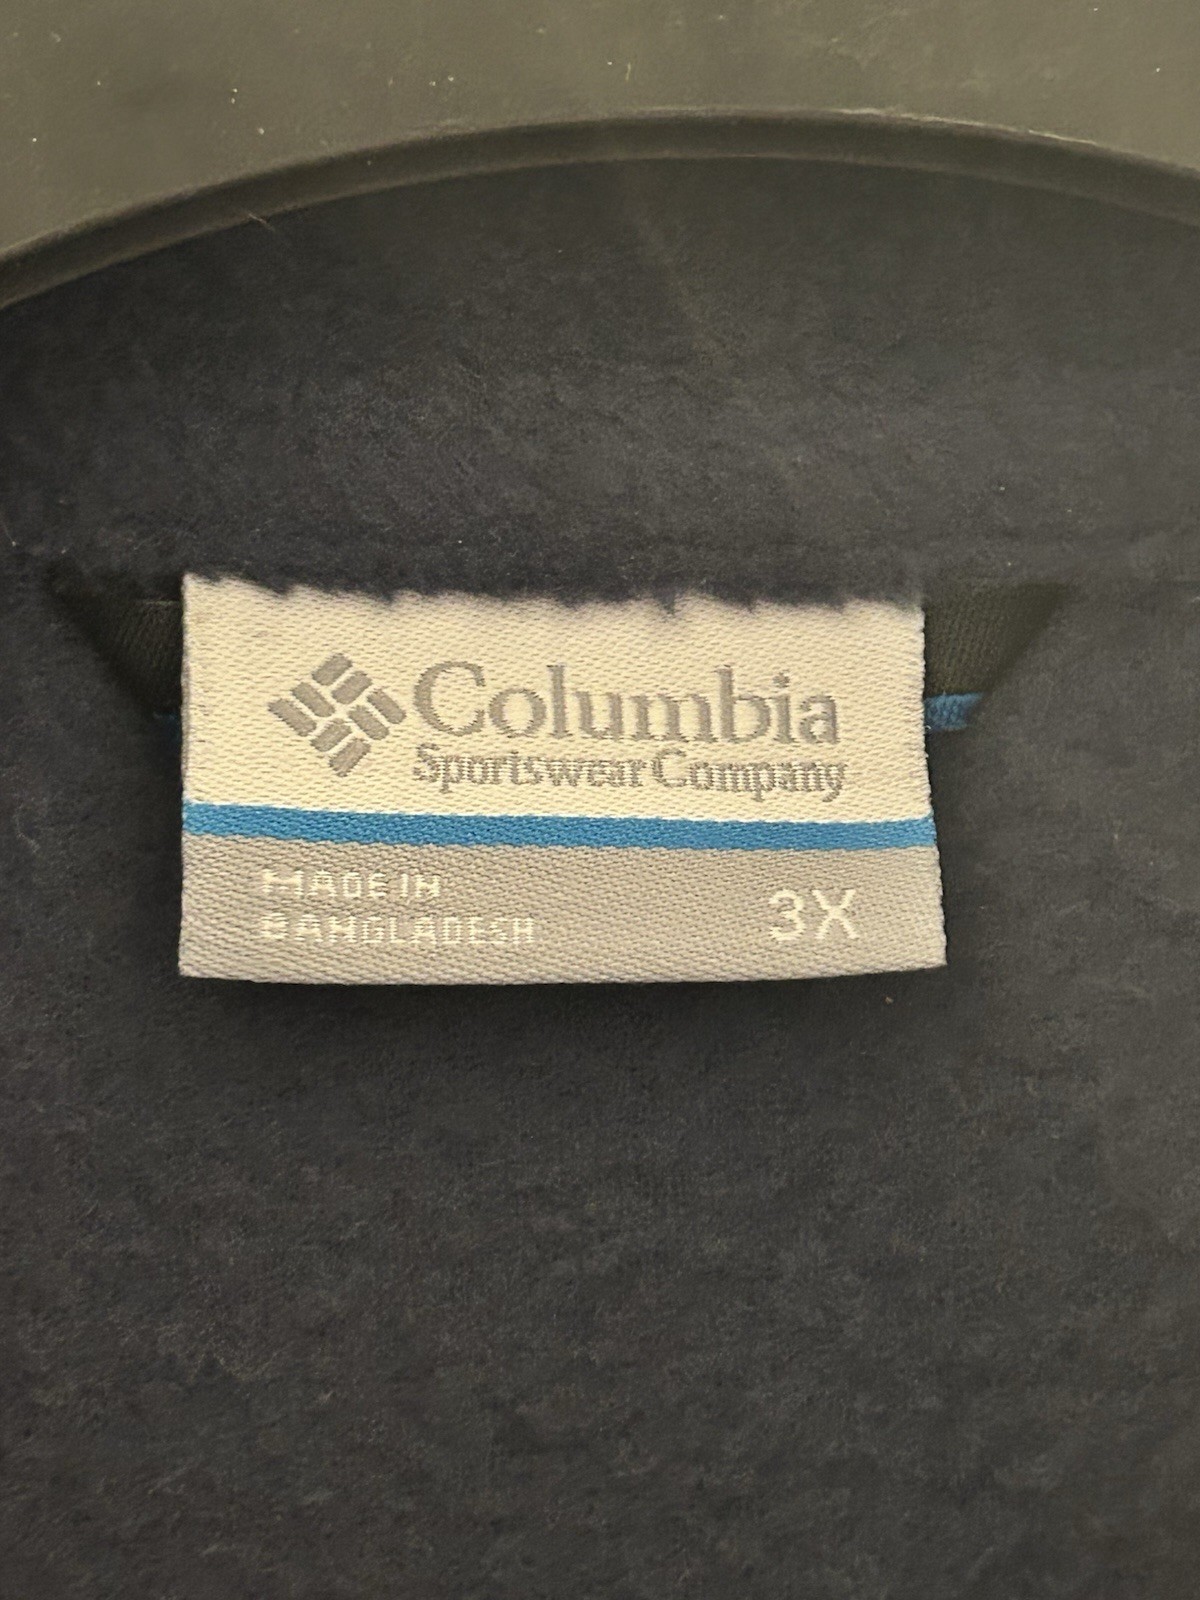 Columbia
Sportswear Company
MADE IN
BANGLADESH
3X